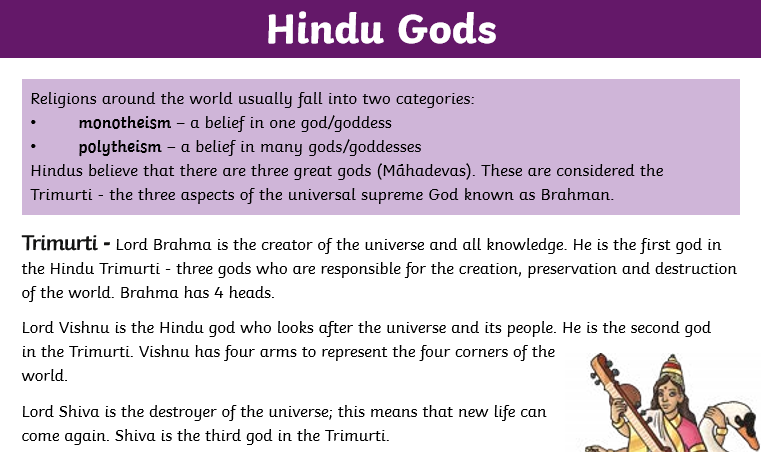 Hindu Gods
Religions around the world usually fall into two categories:
• monotheism – a belief in one god/goddess
• polytheism – a belief in many gods/goddesses
Hindus believe that there are three great gods (Máhadevas). These are considered the
Trimurti - the three aspects of the universal supreme God known as Brahman.
Trimurti - Lord Brahma is the creator of the universe and all knowledge. He is the first god in
the Hindu Trimurti - three gods who are responsible for the creation, preservation and destruction
of the world. Brahma has 4 heads.
Lord Vishnu is the Hindu god who looks after the universe and its people. He is the second god
in the Trimurti. Vishnu has four arms to represent the four corners of the
world.
Lord Shiva is the destroyer of the universe; this means that new life can
come again. Shiva is the third god in the Trimurti.